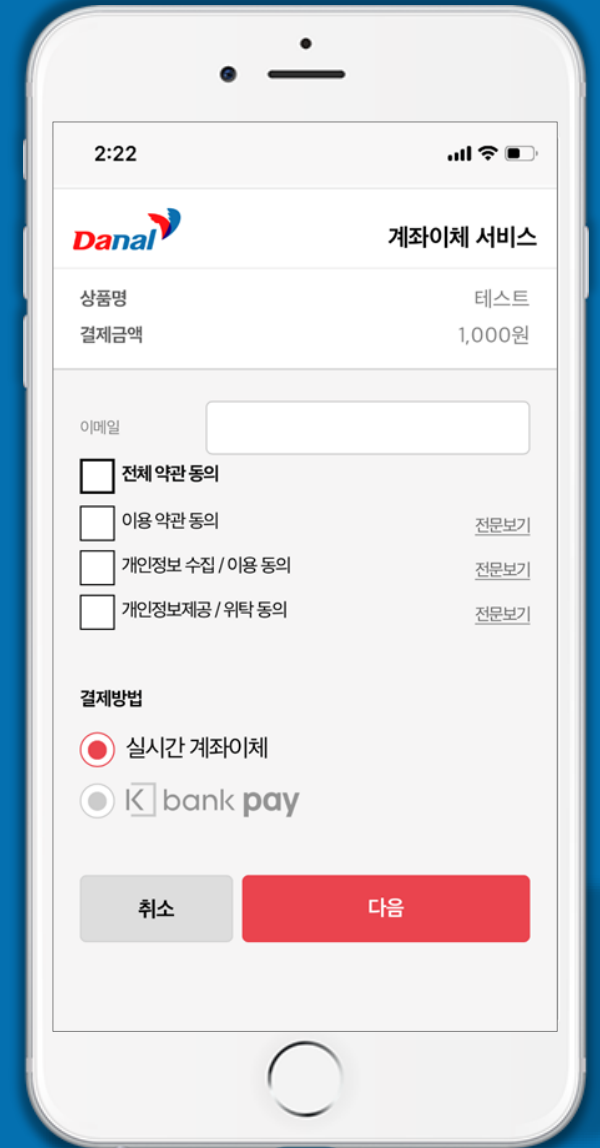 2:22
Danal
계좌이체 서비스
상품명 테스트
결제금액 1,000원
이메일
전체 약관 동의
이용 약관 동의 전문보기
개인정보 수집 / 이용 동의 전문보기
개인정보제공 / 위탁 동의 전문보기
결제방법
실시간 계좌이체
K bank pay
취소 다음